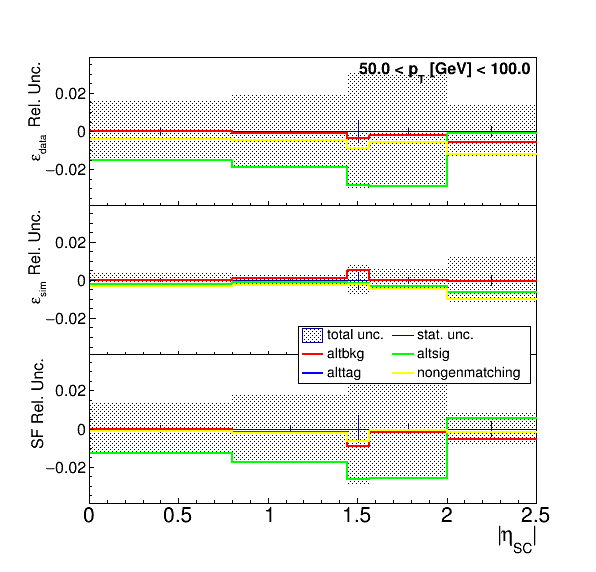 50.0 < p_T [GeV] < 100.0
ε_data Rel. Unc.
0.02
0
−0.02
ε_sim Rel. Unc.
0.02
0
−0.02
total unc. stat. unc.
altbkg altsig
alttag nongenmatching
SF Rel. Unc.
0.02
0
−0.02
0 0.5 1 1.5 2 2.5
|η_SC|